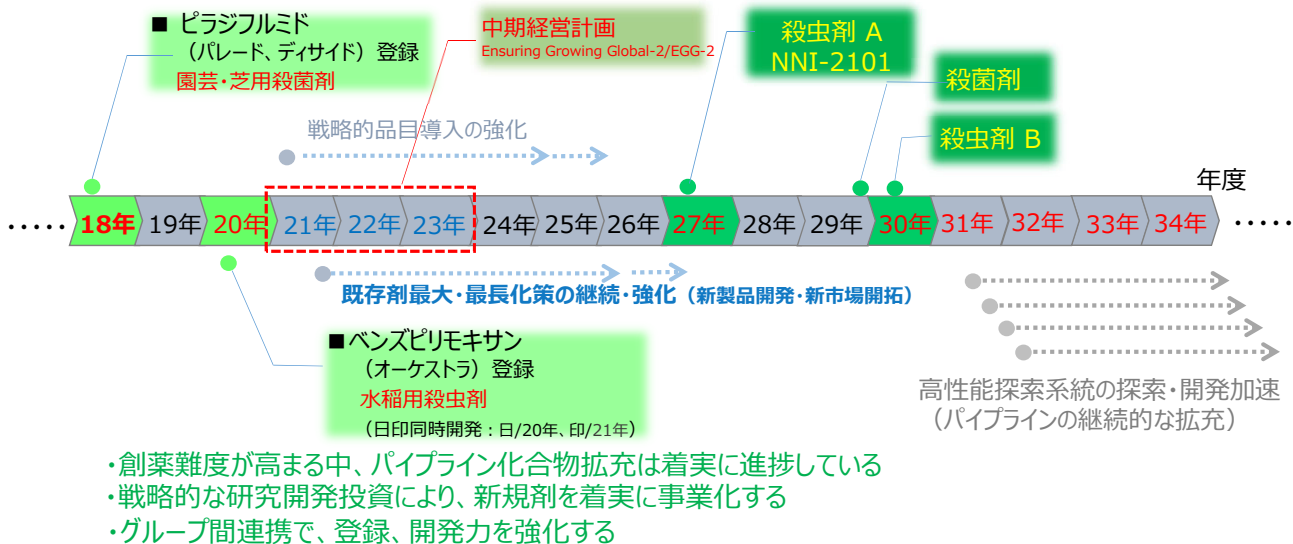 ■ ピラジフルミド
（パレード、ディサイド）登録
園芸・芝用殺菌剤
中期経営計画
Ensuring Growing Global-2/EGG-2
殺虫剤 A
NNI-2101
殺菌剤
殺虫剤 B
戦略的品目導入の強化
年度
‥‥‥ 18年 19年 20年 21年 22年 23年 24年 25年 26年 27年 28年 29年 30年 31年 32年 33年 34年 ‥‥‥
既存剤最大・最長化策の継続・強化（新製品開発・新市場開拓）
■ベンズピリモキサン
（オーケストラ）登録
水稲用殺虫剤
（日印同時開発：日/20年、印/21年）
高性能探索系統の探索・開発加速
（パイプラインの継続的な拡充）
・創薬難度が高まる中、パイプライン化合物拡充は着実に進捗している
・戦略的な研究開発投資により、新規剤を着実に事業化する
・グループ間連携で、登録、開発力を強化する